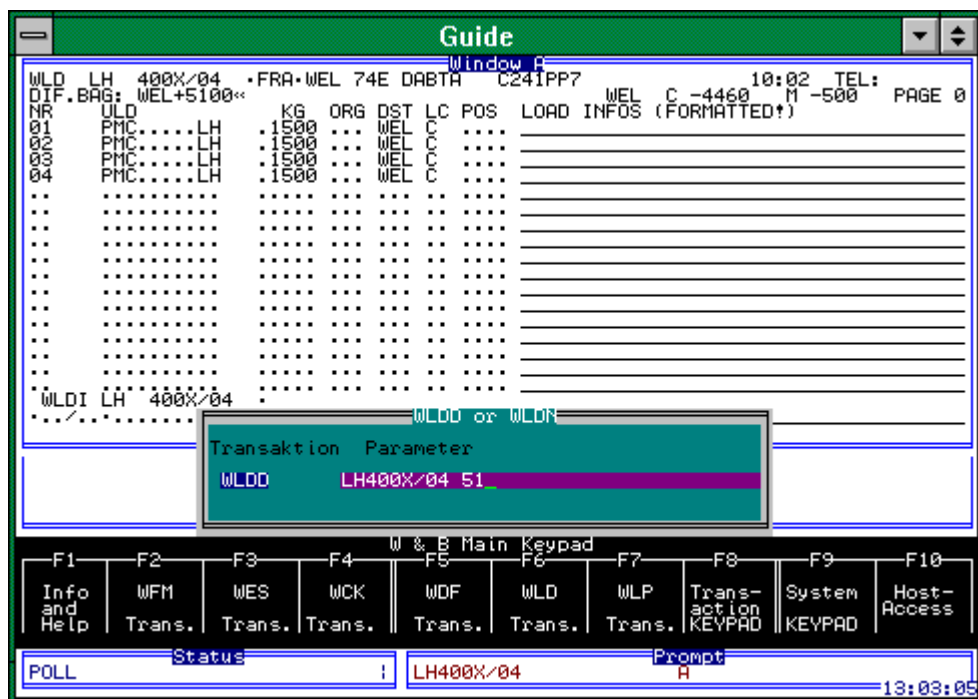 Guide
Window A
WLD LH 400X/04 ·FRA·WEL 74E DABTA C24IPP7 10:02 TEL:
DIF.BAG: WEL+5100« WEL C -4460 M -500 PAGE 0
NR ULD KG ORG DST LC POS LOAD INFOS (FORMATTED!)
01 PMC.....LH .1500 ... WEL C ....
02 PMC.....LH .1500 ... WEL C ....
03 PMC.....LH .1500 ... WEL C ....
04 PMC.....LH .1500 ... WEL C ....
.. .......... ..... ... ... .. ....
.. .......... ..... ... ... .. ....
.. .......... ..... ... ... .. ....
.. .......... ..... ... ... .. ....
.. .......... ..... ... ... .. ....
.. .......... ..... ... ... .. ....
.. .......... ..... ... ... .. ....
.. .......... ..... ... ... .. ....
.. .......... ..... ... ... .. ....
.. .......... ..... ... ... .. ....
.. .......... ..... ... ... .. ....
.. .......... ..... ... ... .. ....
.. .......... ..... ... ... .. ....
WLDI LH 400X/04 ·
·../..·.......
WLDD or WLDN
Transaktion Parameter
WLDD LH400X/04 51_
W & B Main Keypad
F1 F2 F3 F4 F5 F6 F7 F8 F9 F10
Info WFM WES WCK WDF WLD WLP Trans- System Host-
and action Access
Help Trans. Trans. Trans. Trans. Trans. Trans. KEYPAD KEYPAD
Status Prompt
POLL ¦ LH400X/04 A
13:03:05